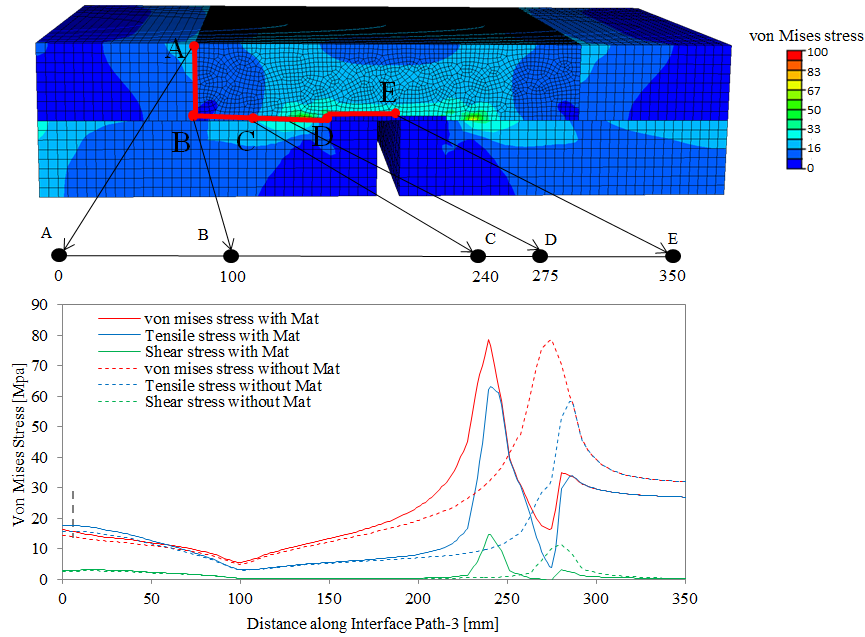 von Mises stress
100
83
67
50
33
16
0
A
B
C
D
E
A
B
C
D
E
0
100
240
275
350
90
80
70
60
50
40
30
20
10
0
Von Mises Stress [Mpa]
von mises stress with Mat
Tensile stress with Mat
Shear stress with Mat
von mises stress without Mat
Tensile stress without Mat
Shear stress without Mat
0
50
100
150
200
250
300
350
Distance along Interface Path-3 [mm]